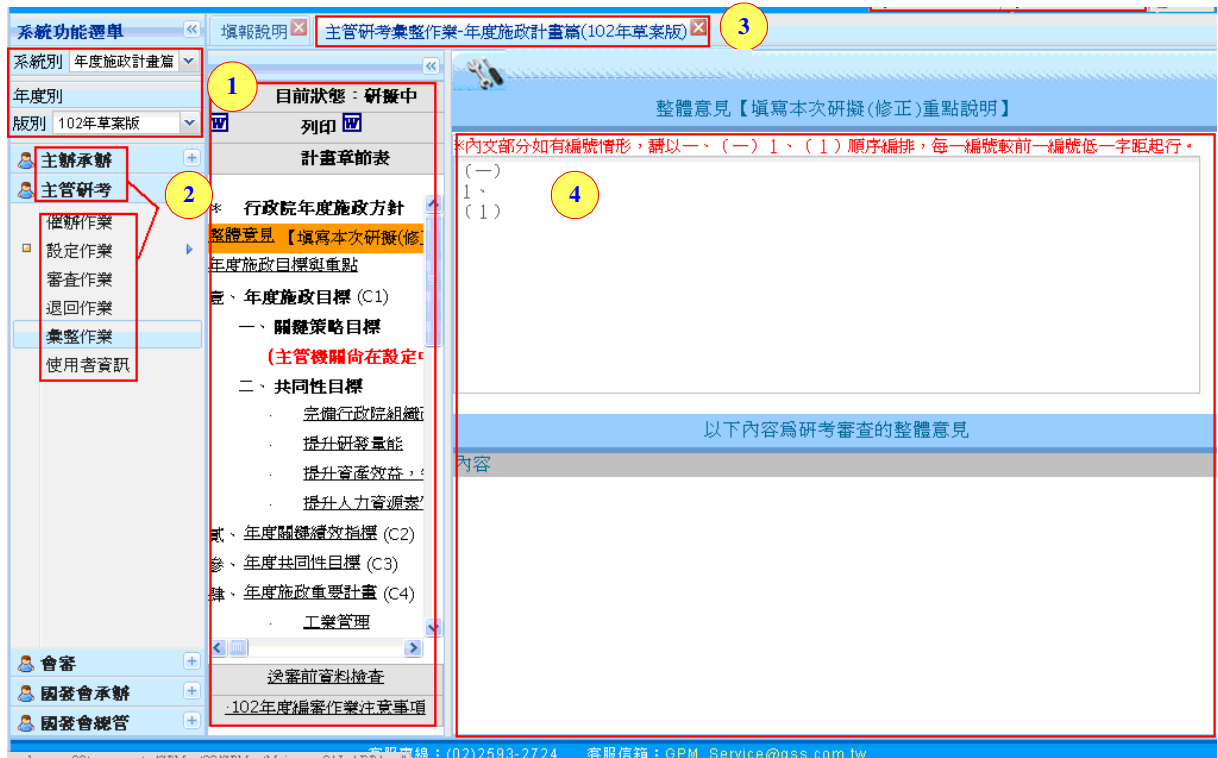 系統功能選單
系統別 年度施政計畫篇
年度別
版別 102年草案版
主辦承辦
主管研考
催辦作業
設定作業
審查作業
退回作業
彙整作業
使用者資訊
會審
國發會承辦
國發會總管
1
2
填報說明
主管研考彙整作業-年度施政計畫篇(102年草案版)
3
目前狀態：研擬中
列印
計畫章節表
* 行政院年度施政方針
整體意見 【填寫本次研擬(修
年度施政目標與重點
壹、年度施政目標 (C1)
一、關鍵策略目標
(主管機關尚在設定
二、共同性目標
完備行政院組織
提升研發量能
提升資產效益，
提升人力資源素
貳、年度關鍵績效指標 (C2)
參、年度共同性目標 (C3)
肆、年度施政重要計畫 (C4)
工業管理
送審前資料檢查
·102年度編審作業注意事項
整體意見【填寫本次研擬(修正)重點說明】
※內文部分如有編號情形，請以一、（一）1、（1）順序編排，每一編號較前一編號低一字距起行。
（一）
1、
（1）
4
以下內容為研考審查的整體意見
內容
客服專線：(02)2593-2724 客服信箱：GPM_Service@gss.com.tw